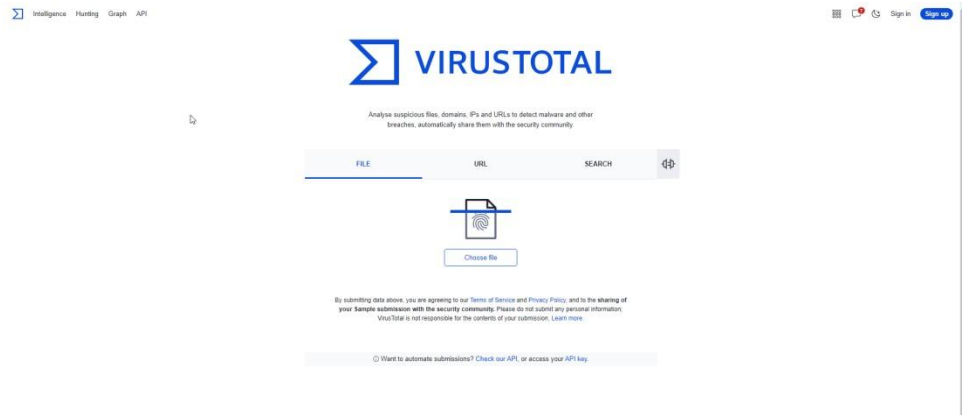 Intelligence Hunting Graph API Sign in Sign up
VIRUSTOTAL
Analyse suspicious files, domains, IPs and URLs to detect malware and other
breaches, automatically share them with the security community.
FILE URL SEARCH
Choose file
By submitting data above, you are agreeing to our Terms of Service and Privacy Policy, and to the sharing of
your Sample submission with the security community. Please do not submit any personal information;
VirusTotal is not responsible for the contents of your submission. Learn more.
Want to automate submissions? Check our API, or access your API key.